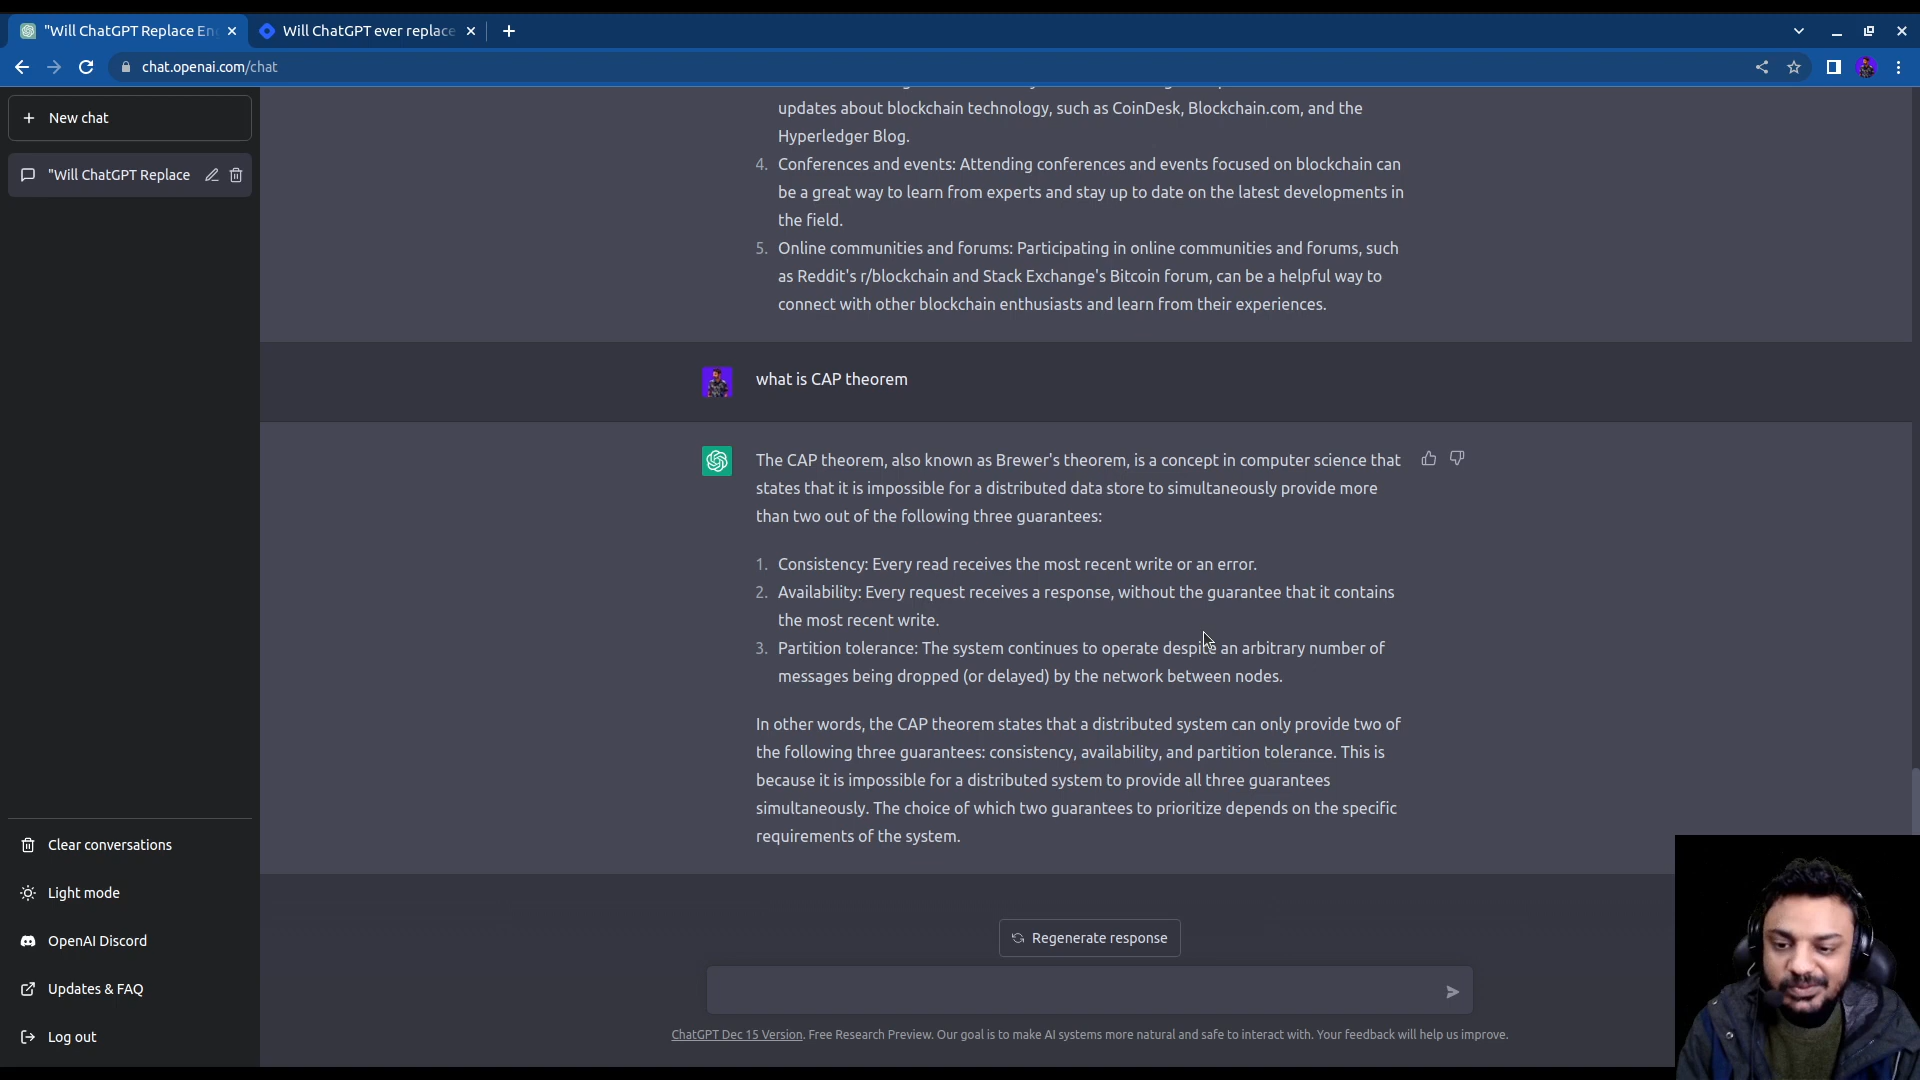 "Will ChatGPT Replace En
Will ChatGPT ever replace
chat.openai.com/chat
New chat
"Will ChatGPT Replace
updates about blockchain technology, such as CoinDesk, Blockchain.com, and the
Hyperledger Blog.
4. Conferences and events: Attending conferences and events focused on blockchain can
be a great way to learn from experts and stay up to date on the latest developments in
the field.
5. Online communities and forums: Participating in online communities and forums, such
as Reddit's r/blockchain and Stack Exchange's Bitcoin forum, can be a helpful way to
connect with other blockchain enthusiasts and learn from their experiences.
what is CAP theorem
The CAP theorem, also known as Brewer's theorem, is a concept in computer science that
states that it is impossible for a distributed data store to simultaneously provide more
than two out of the following three guarantees:
1. Consistency: Every read receives the most recent write or an error.
2. Availability: Every request receives a response, without the guarantee that it contains
the most recent write.
3. Partition tolerance: The system continues to operate despite an arbitrary number of
messages being dropped (or delayed) by the network between nodes.
In other words, the CAP theorem states that a distributed system can only provide two of
the following three guarantees: consistency, availability, and partition tolerance. This is
because it is impossible for a distributed system to provide all three guarantees
simultaneously. The choice of which two guarantees to prioritize depends on the specific
requirements of the system.
Clear conversations
Light mode
OpenAI Discord
Updates & FAQ
Log out
Regenerate response
ChatGPT Dec 15 Version. Free Research Preview. Our goal is to make AI systems more natural and safe to interact with. Your feedback will help us improve.